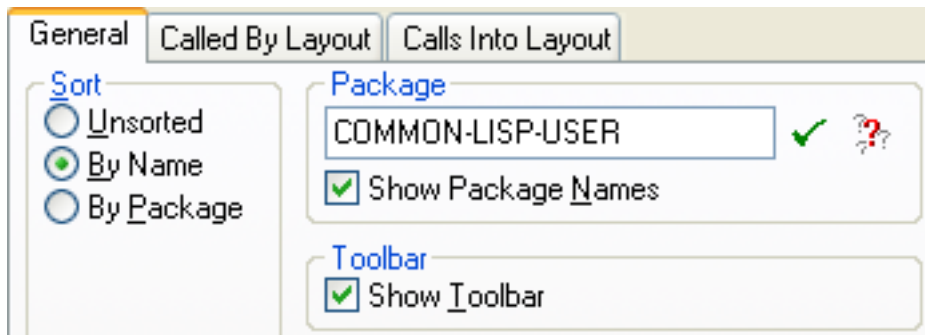 General
Called By Layout
Calls Into Layout
Sort
Unsorted
By Name
By Package
Package
COMMON-LISP-USER
Show Package Names
Toolbar
Show Toolbar